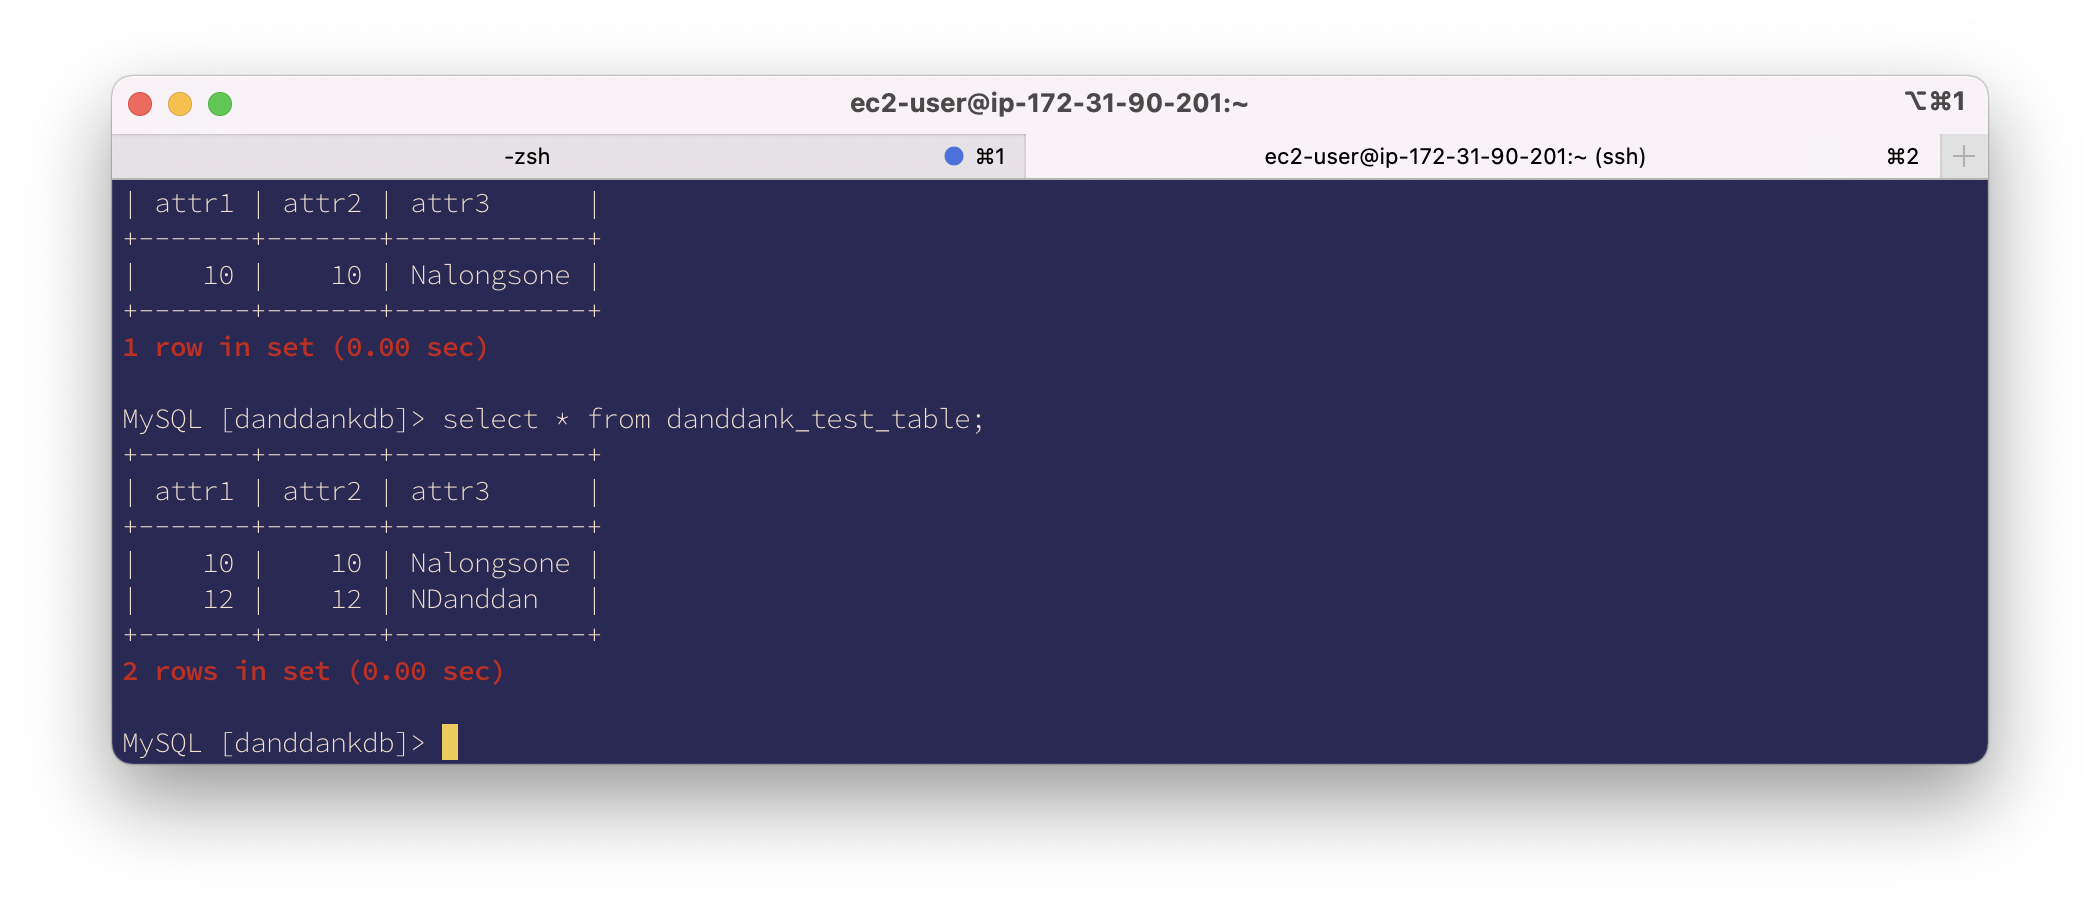 ec2-user@ip-172-31-90-201:~ ⌥⌘1
-zsh ⌘1 ec2-user@ip-172-31-90-201:~ (ssh) ⌘2 +
| attr1 | attr2 | attr3      |
+-------+-------+------------+
|    10 |    10 | Nalongsone |
+-------+-------+------------+
1 row in set (0.00 sec)
MySQL [danddankdb]> select * from danddank_test_table;
+-------+-------+------------+
| attr1 | attr2 | attr3      |
+-------+-------+------------+
|    10 |    10 | Nalongsone |
|    12 |    12 | NDanddan   |
+-------+-------+------------+
2 rows in set (0.00 sec)
MySQL [danddankdb]>